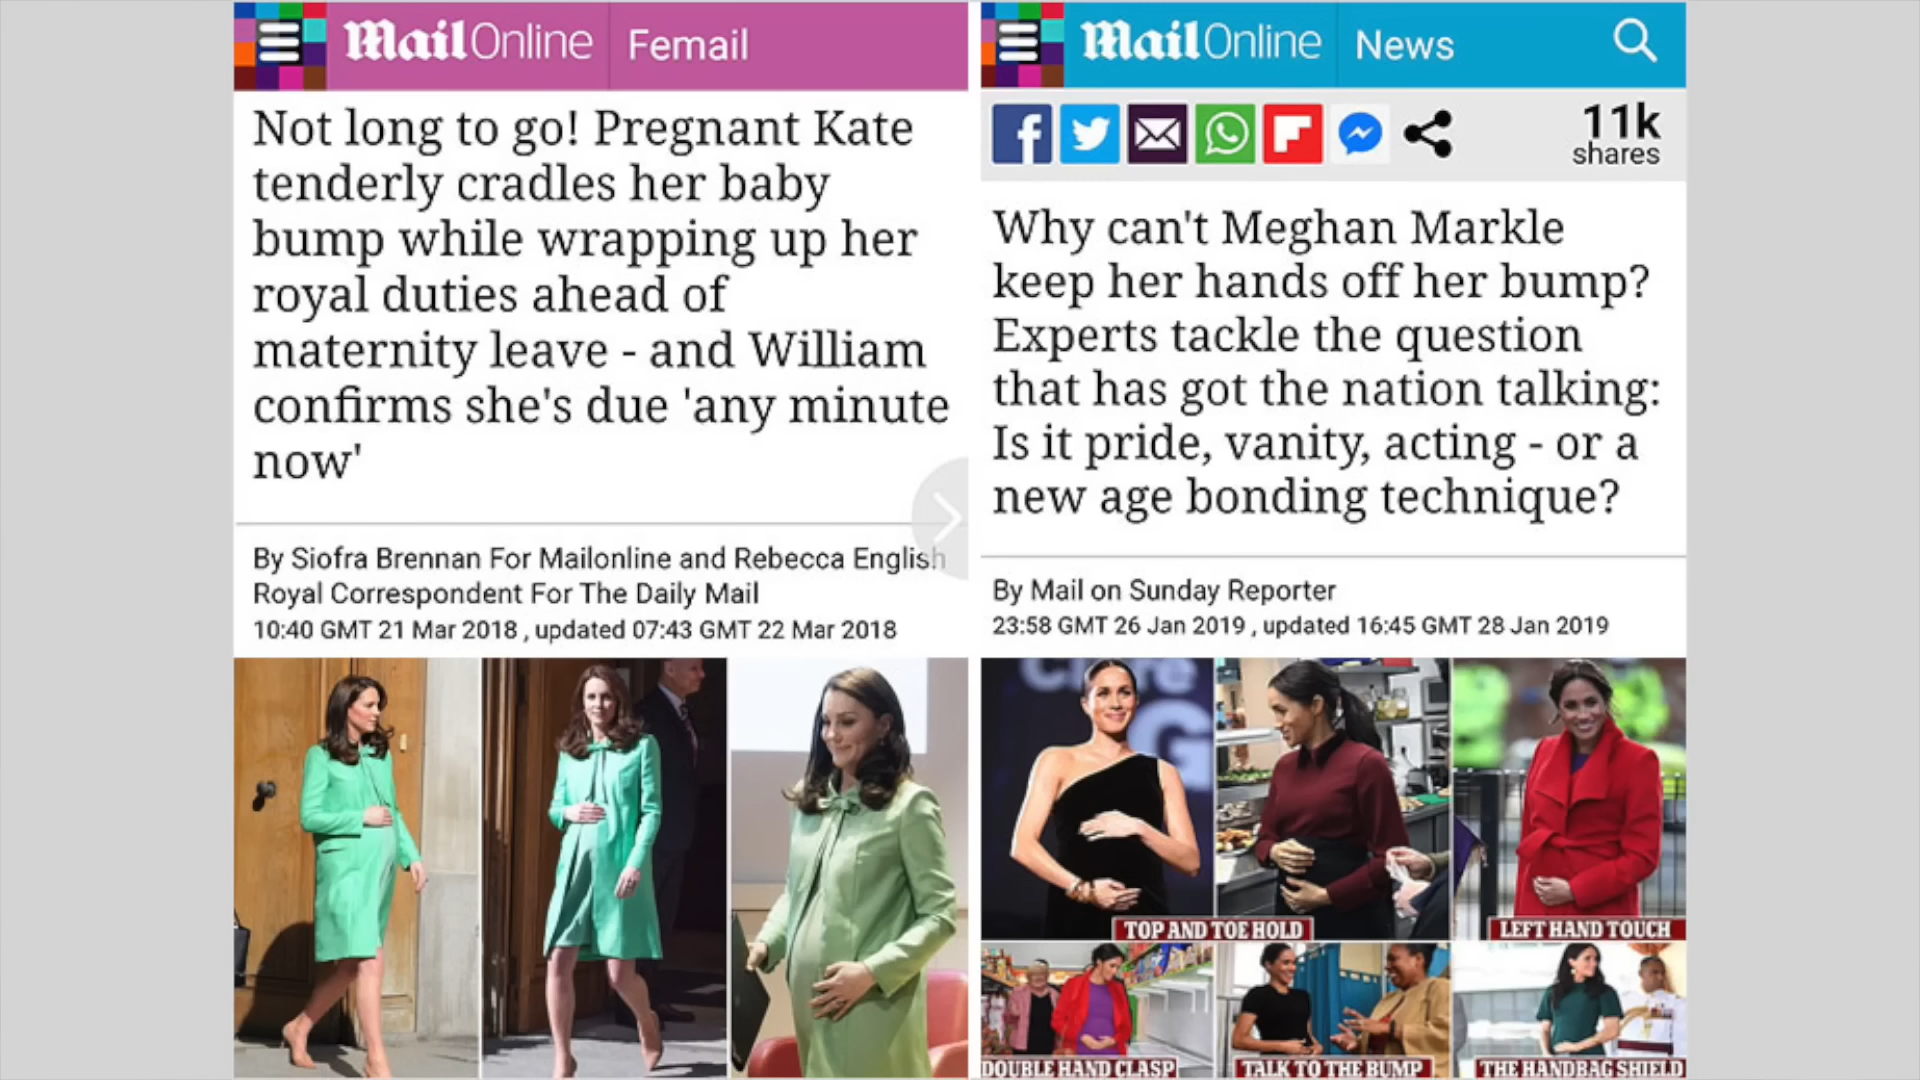 MailOnline Femail
Not long to go! Pregnant Kate
tenderly cradles her baby
bump while wrapping up her
royal duties ahead of
maternity leave - and William
confirms she's due 'any minute
now'
By Siofra Brennan For Mailonline and Rebecca English
Royal Correspondent For The Daily Mail
10:40 GMT 21 Mar 2018 , updated 07:43 GMT 22 Mar 2018
MailOnline News
11k
shares
Why can't Meghan Markle
keep her hands off her bump?
Experts tackle the question
that has got the nation talking:
Is it pride, vanity, acting - or a
new age bonding technique?
By Mail on Sunday Reporter
23:58 GMT 26 Jan 2019 , updated 16:45 GMT 28 Jan 2019
TOP AND TOE HOLD
LEFT HAND TOUCH
DOUBLE HAND CLASP
TALK TO THE BUMP
THE HANDBAG SHIELD